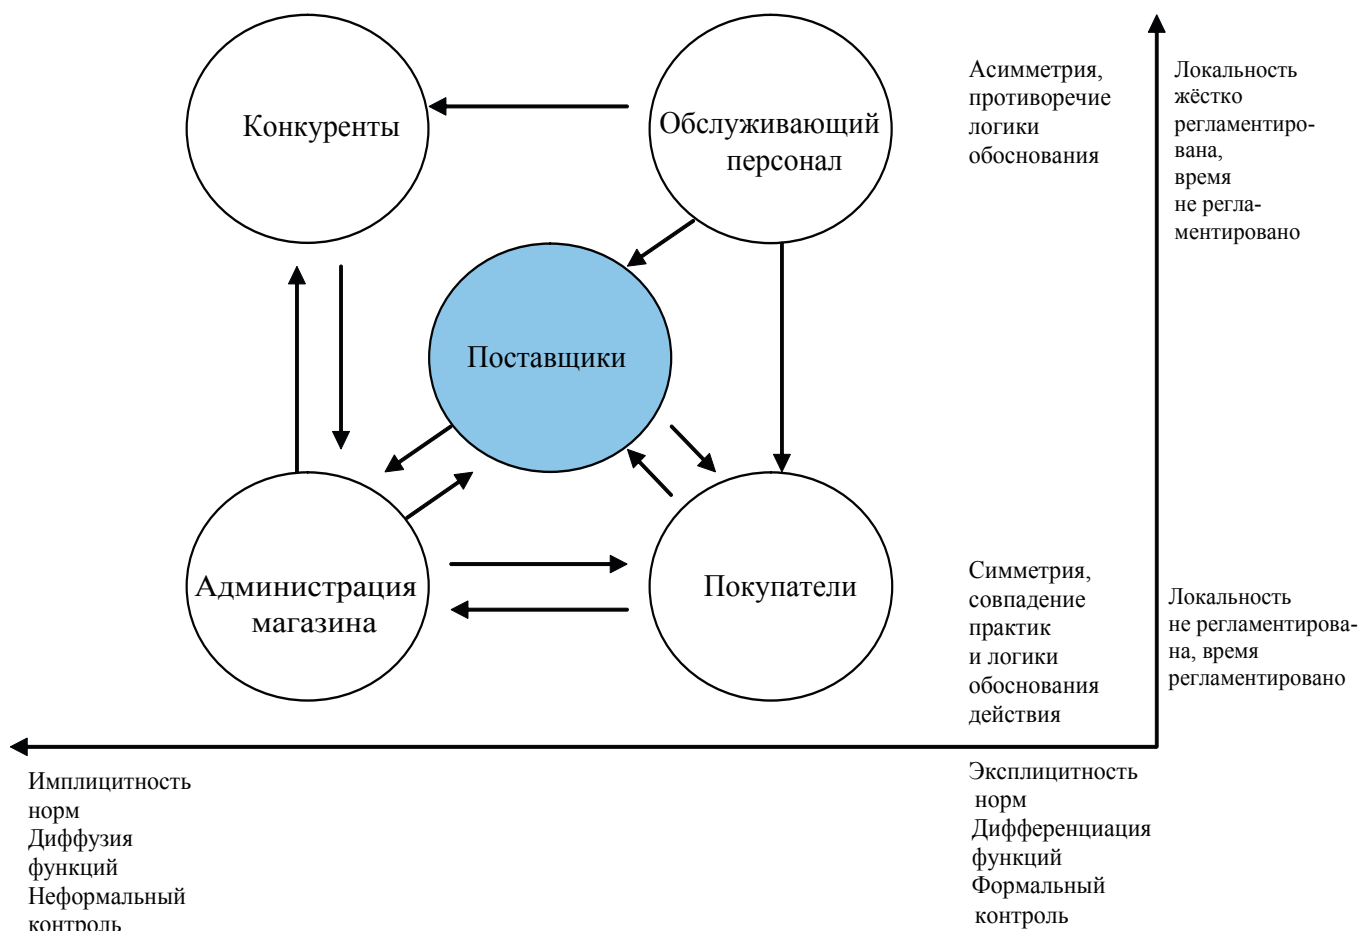 Конкуренты
Обслуживающий
персонал
Асимметрия,
противоречие
логики
обоснования
Локальность
жёстко
регламентиро-
вана,
время
не регла-
ментировано
Поставщики
Администрация
магазина
Покупатели
Симметрия,
совпадение
практик
и логики
обоснования
действия
Локальность
не регламентирова-
на, время
регламентировано
Имплицитность
норм
Диффузия
функций
Неформальный
контроль
Эксплицитность
норм
Дифференциация
функций
Формальный
контроль